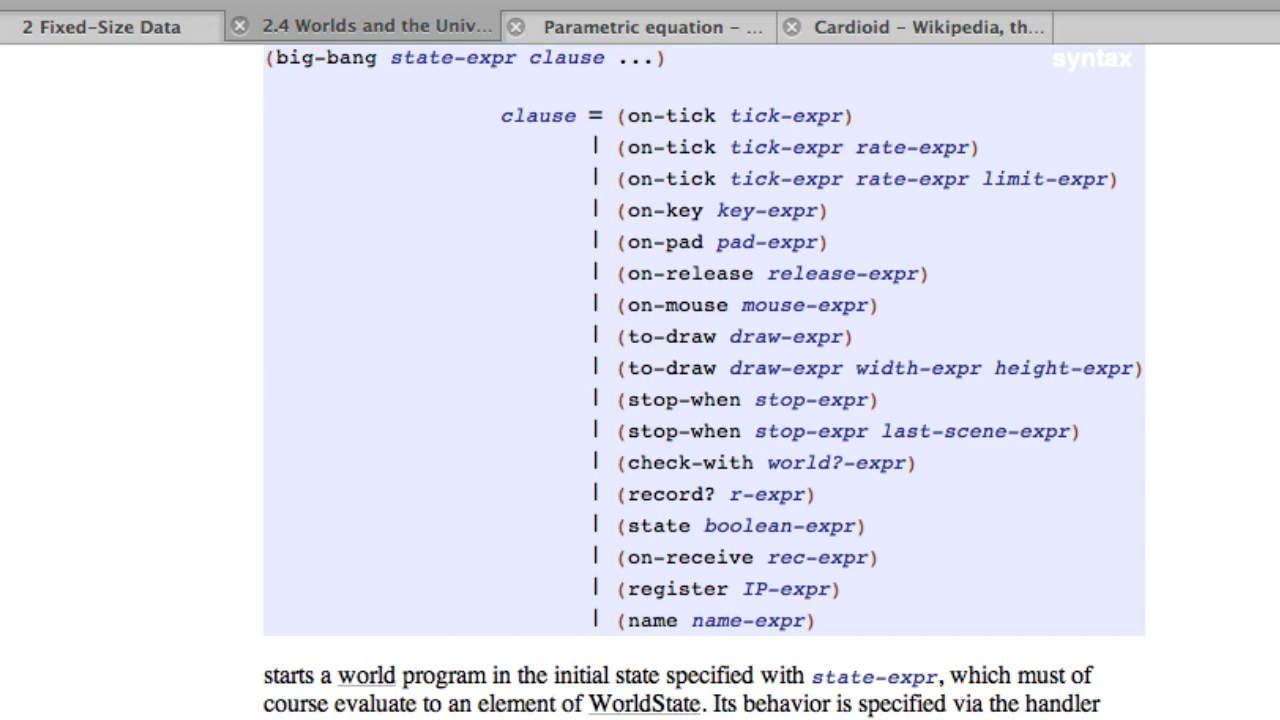 2 Fixed-Size Data
2.4 Worlds and the Univ...
Parametric equation – ...
Cardioid – Wikipedia, th...
(big-bang state-expr clause ...)
syntax
clause = (on-tick tick-expr)
| (on-tick tick-expr rate-expr)
| (on-tick tick-expr rate-expr limit-expr)
| (on-key key-expr)
| (on-pad pad-expr)
| (on-release release-expr)
| (on-mouse mouse-expr)
| (to-draw draw-expr)
| (to-draw draw-expr width-expr height-expr)
| (stop-when stop-expr)
| (stop-when stop-expr last-scene-expr)
| (check-with world?-expr)
| (record? r-expr)
| (state boolean-expr)
| (on-receive rec-expr)
| (register IP-expr)
| (name name-expr)
starts a world program in the initial state specified with state-expr, which must of
course evaluate to an element of WorldState. Its behavior is specified via the handler